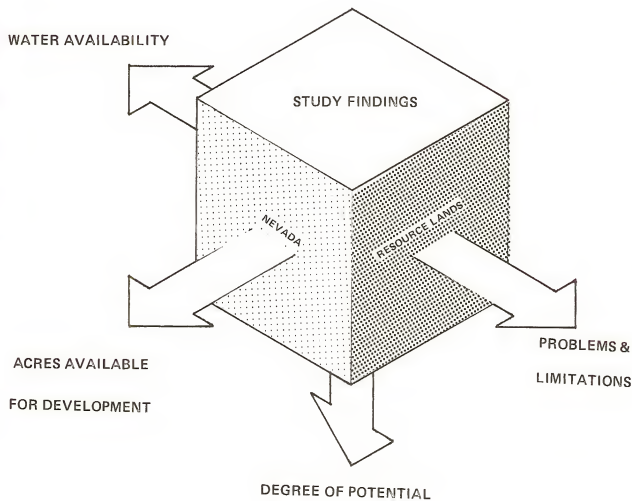 WATER AVAILABILITY
STUDY FINDINGS
NEVADA
RESOURCE LANDS
ACRES AVAILABLE
FOR DEVELOPMENT
PROBLEMS &
LIMITATIONS
DEGREE OF POTENTIAL